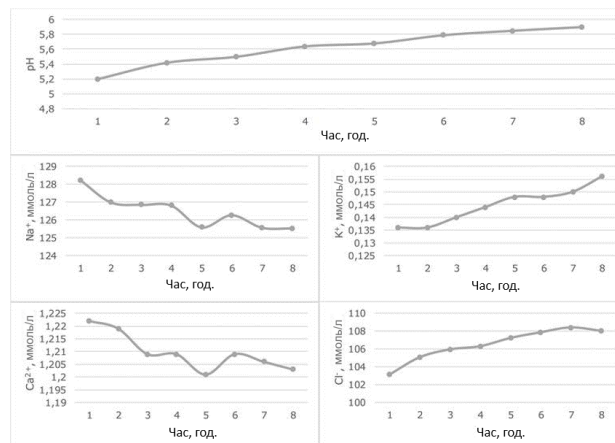 pH
6
5,8
5,6
5,4
5,2
5
4,8
1 2 3 4 5 6 7 8
Час, год.
Na⁺, ммоль/л
129
128
127
126
125
124
1 2 3 4 5 6 7 8
Час, год.
K⁺, ммоль/л
0,16
0,155
0,15
0,145
0,14
0,135
0,13
0,125
1 2 3 4 5 6 7 8
Час, год.
Ca²⁺, ммоль/л
1,225
1,22
1,215
1,21
1,205
1,2
1,195
1,19
1 2 3 4 5 6 7 8
Час, год.
Cl⁻, ммоль/л
110
108
106
104
102
100
1 2 3 4 5 6 7 8
Час, год.